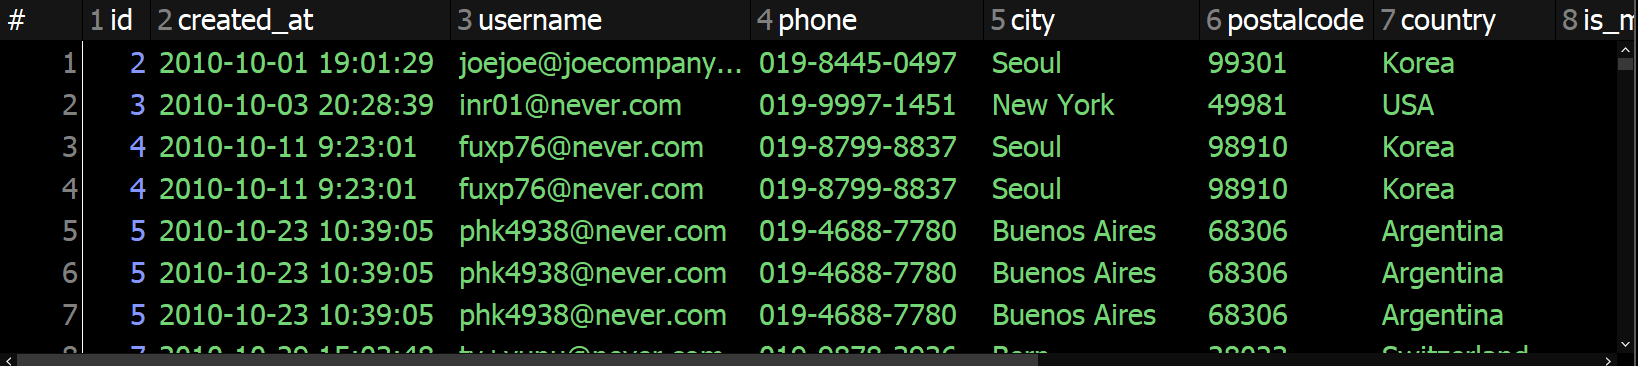 # 1 id 2 created_at 3 username 4 phone 5 city 6 postalcode 7 country 8 is_m
1 2 2010-10-01 19:01:29 joejoe@joecompany... 019-8445-0497 Seoul 99301 Korea
2 3 2010-10-03 20:28:39 inr01@never.com 019-9997-1451 New York 49981 USA
3 4 2010-10-11 9:23:01 fuxp76@never.com 019-8799-8837 Seoul 98910 Korea
4 4 2010-10-11 9:23:01 fuxp76@never.com 019-8799-8837 Seoul 98910 Korea
5 5 2010-10-23 10:39:05 phk4938@never.com 019-4688-7780 Buenos Aires 68306 Argentina
6 5 2010-10-23 10:39:05 phk4938@never.com 019-4688-7780 Buenos Aires 68306 Argentina
7 5 2010-10-23 10:39:05 phk4938@never.com 019-4688-7780 Buenos Aires 68306 Argentina
7 Bern Switzerland